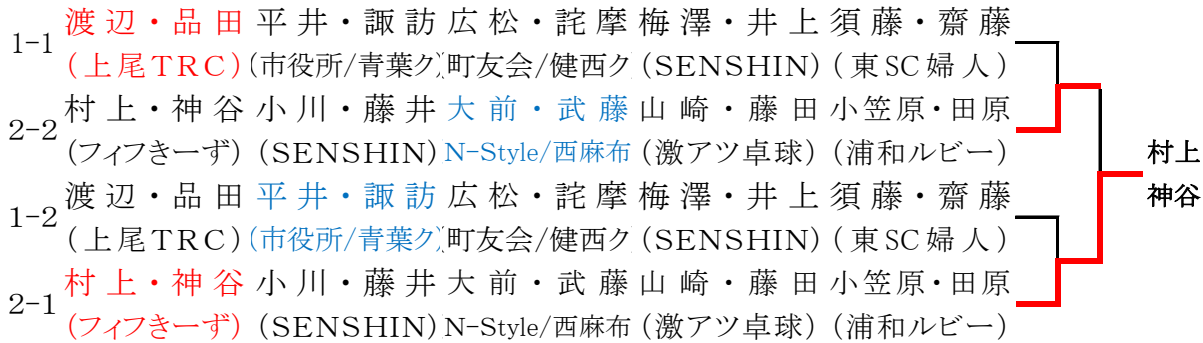 1-1 渡辺・品田 平井・諏訪 広松・詫摩 梅澤・井上 須藤・齋藤
(上尾TRC) (市役所/青葉ク) 町友会/健西ク (SENSHIN) (東SC婦人)
2-2 村上・神谷 小川・藤井 大前・武藤 山崎・藤田 小笠原・田原
(フィフきーず) (SENSHIN) N-Style/西麻布 (激アツ卓球) (浦和ルビー)
村上
神谷
1-2 渡辺・品田 平井・諏訪 広松・詫摩 梅澤・井上 須藤・齋藤
(上尾TRC) (市役所/青葉ク) 町友会/健西ク (SENSHIN) (東SC婦人)
2-1 村上・神谷 小川・藤井 大前・武藤 山崎・藤田 小笠原・田原
(フィフきーず) (SENSHIN) N-Style/西麻布 (激アツ卓球) (浦和ルビー)